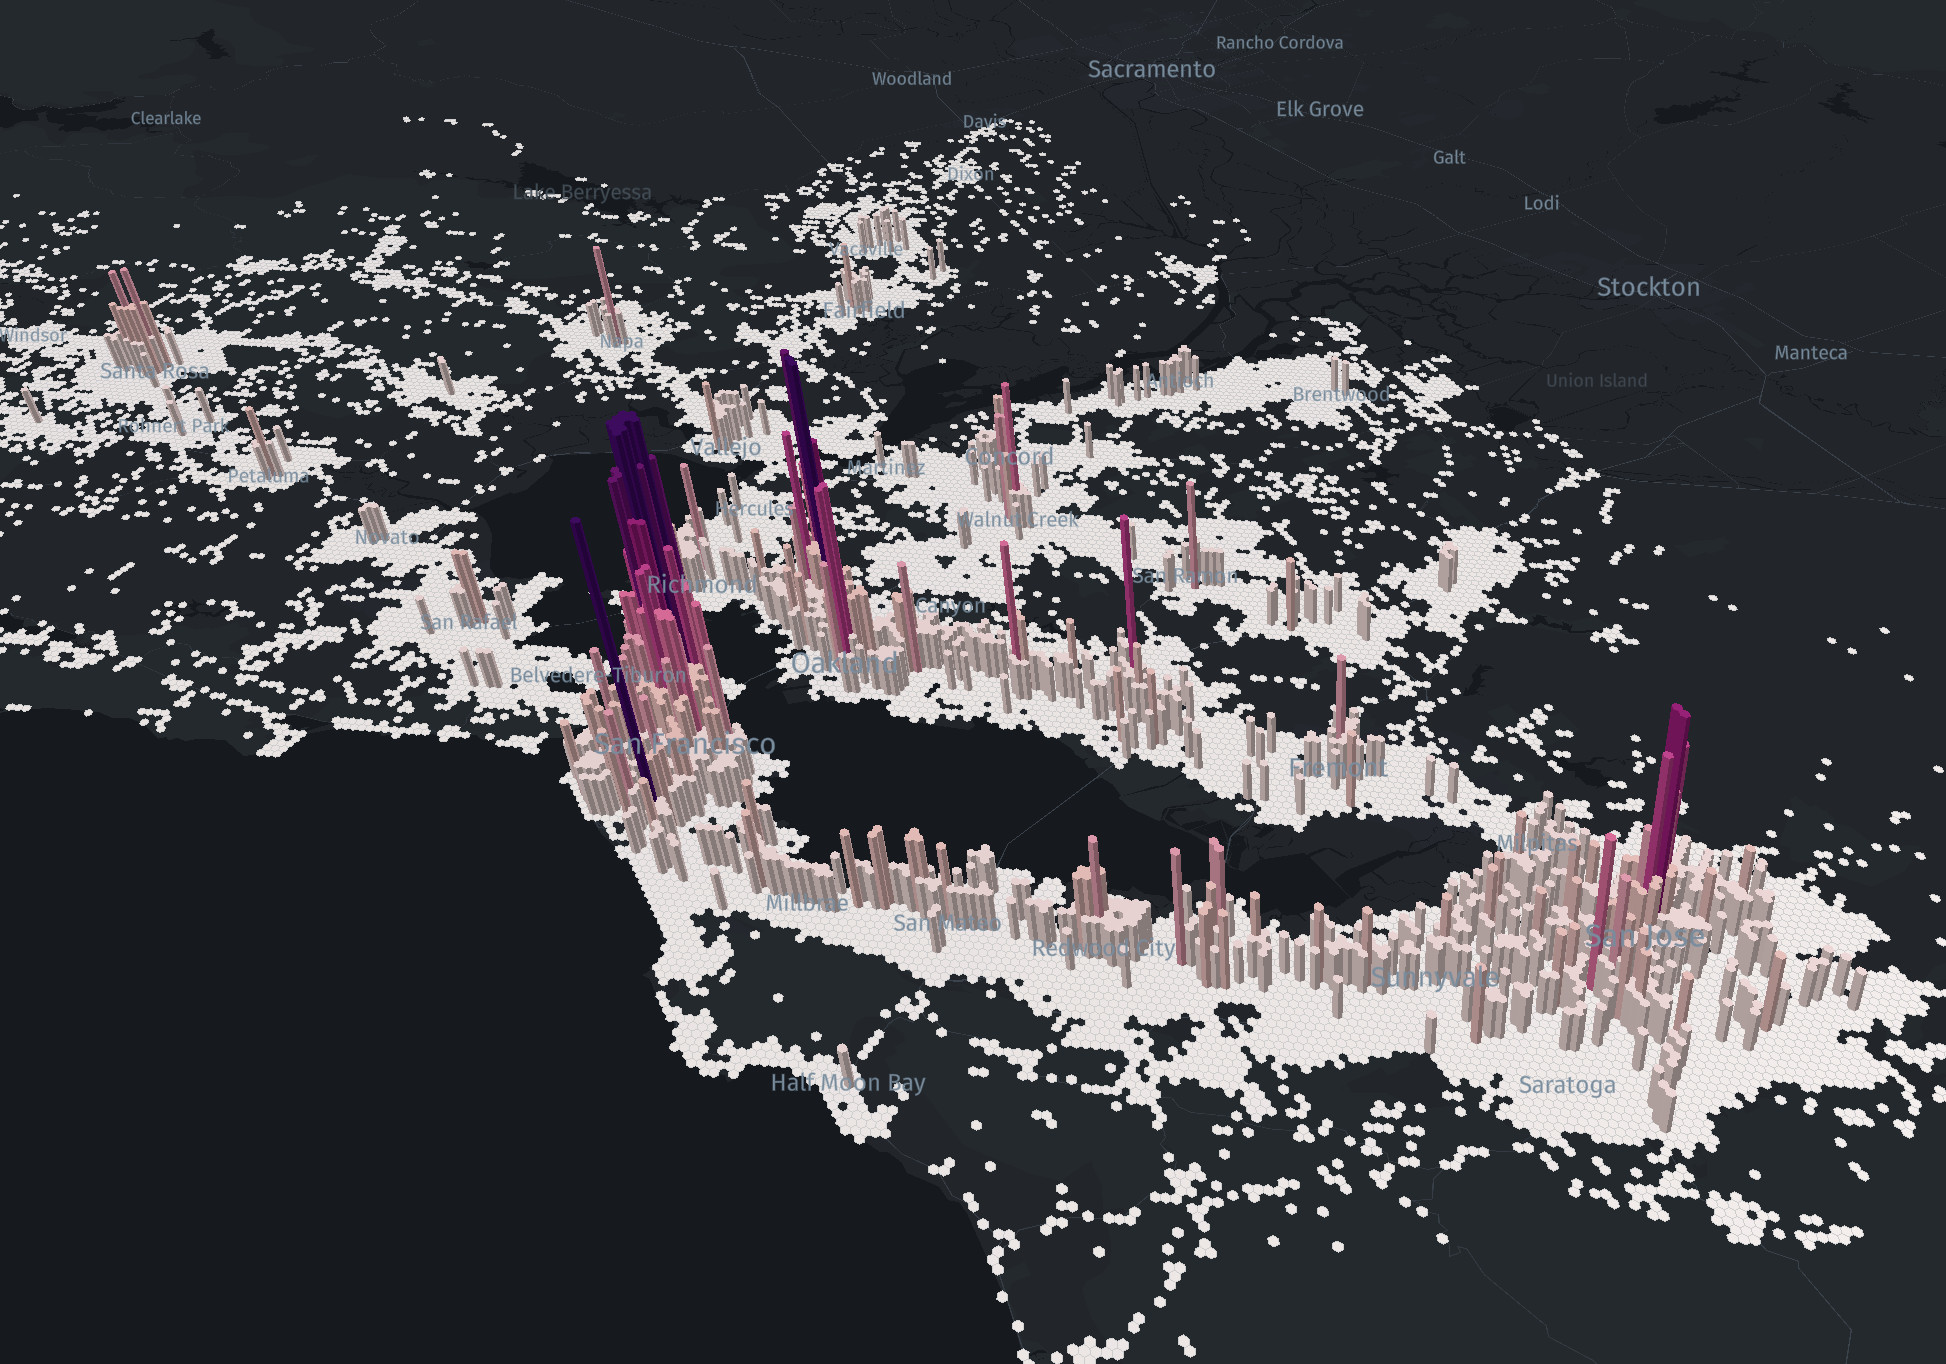 Rancho Cordova
Sacramento
Woodland
Elk Grove
Clearlake
Davis
Galt
Dixon
Lake Berryessa
Lodi
Vacaville
Stockton
Fairfield
Windsor
Napa
Manteca
Santa Rosa
Antioch
Union Island
Brentwood
Rohnert Park
Vallejo
Concord
Martinez
Petaluma
Hercules
Walnut Creek
Novato
San Ramon
Richmond
Canyon
San Rafael
Oakland
Belvedere Tiburon
San Francisco
Fremont
Milpitas
Millbrae
San Mateo
San Jose
Redwood City
Sunnyvale
Half Moon Bay
Saratoga